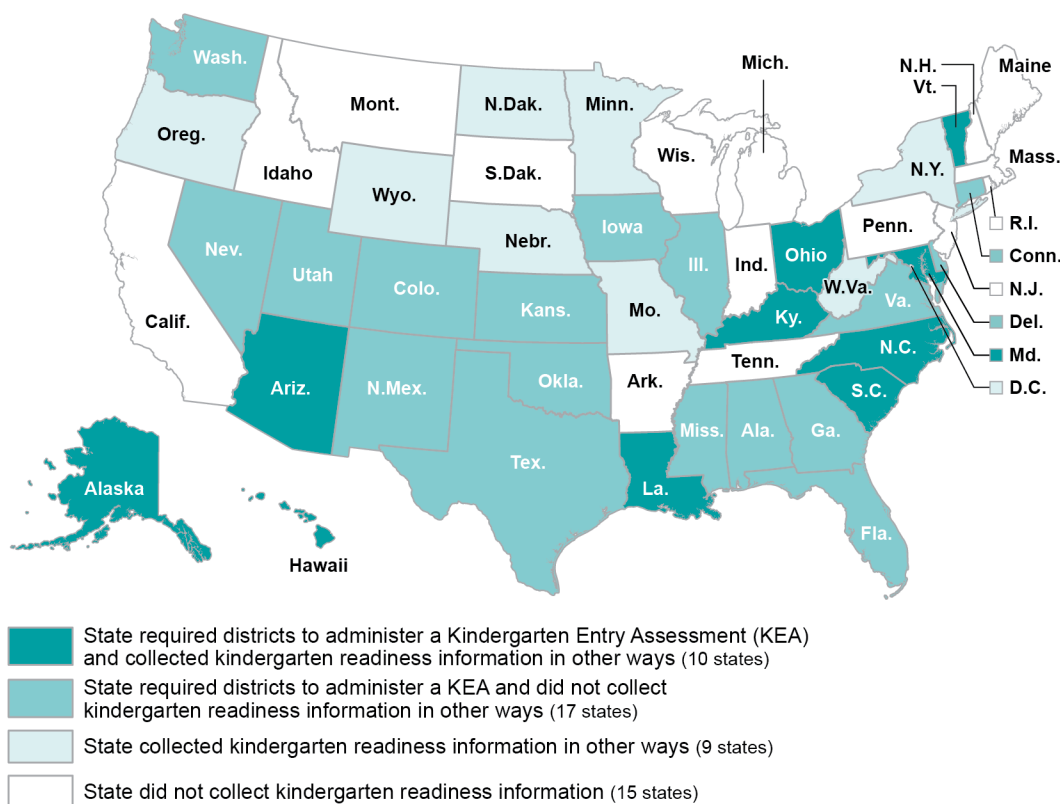 Mich.
N.H.
Maine
Vt.
Wash.
Mont.
N.Dak.
Minn.
Oreg.
Wis.
Mass.
Idaho
S.Dak.
N.Y.
Wyo.
Penn.
R.I.
Nebr.
Iowa
Nev.
Utah
Colo.
Ill.
Ind.
Ohio
Conn.
W.Va.
N.J.
Va.
Calif.
Kans.
Mo.
Ky.
Del.
N.C.
Md.
Tenn.
Ariz.
N.Mex.
Okla.
Ark.
S.C.
D.C.
Miss.
Ala.
Ga.
Tex.
Alaska
La.
Fla.
Hawaii
State required districts to administer a Kindergarten Entry Assessment (KEA)
and collected kindergarten readiness information in other ways (10 states)
State required districts to administer a KEA and did not collect
kindergarten readiness information in other ways (17 states)
State collected kindergarten readiness information in other ways (9 states)
State did not collect kindergarten readiness information (15 states)